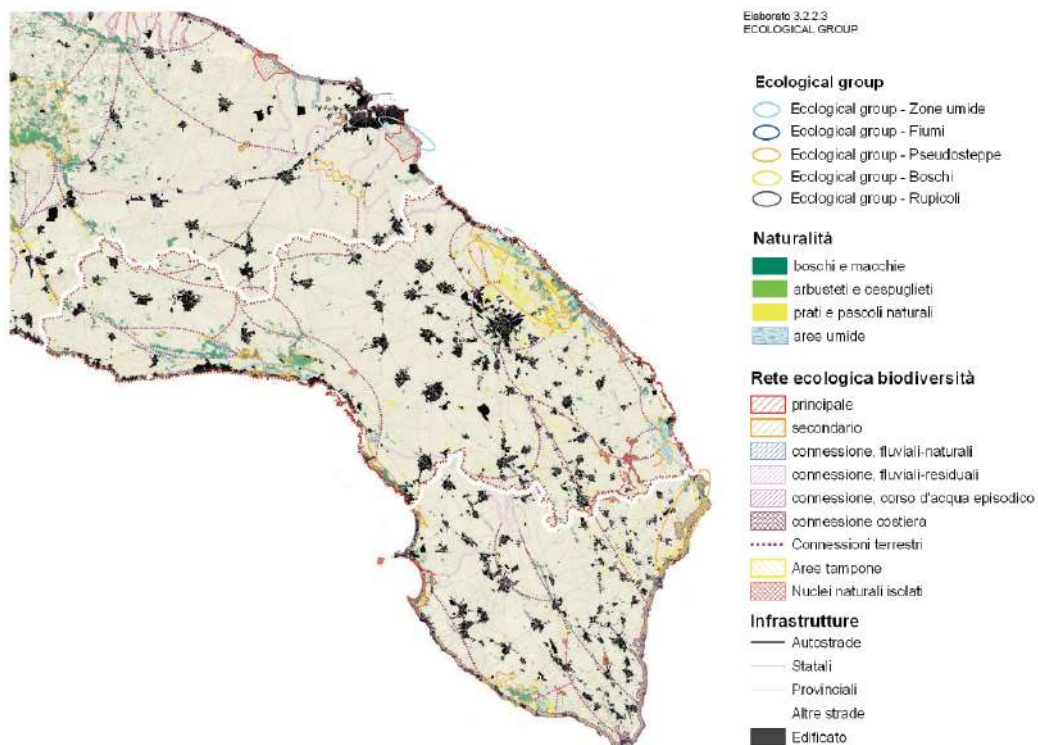 Elaborato 3.2.2.3
ECOLOGICAL GROUP
Ecological group
Ecological group - Zone umide
Ecological group - Fiumi
Ecological group - Pseudosteppe
Ecological group - Boschi
Ecological group - Rupicoli
Naturalità
boschi e macchie
arbusteti e cespuglieti
prati e pascoli naturali
aree umide
Rete ecologica biodiversità
principale
secondario
connessione, fluviali-naturali
connessione, fluviali-residuali
connessione, corso d'acqua episodico
connessione costiera
Connessioni terrestri
Aree tampone
Nuclei naturali isolati
Infrastrutture
Autostrade
Statali
Provinciali
Altre strade
Edificato